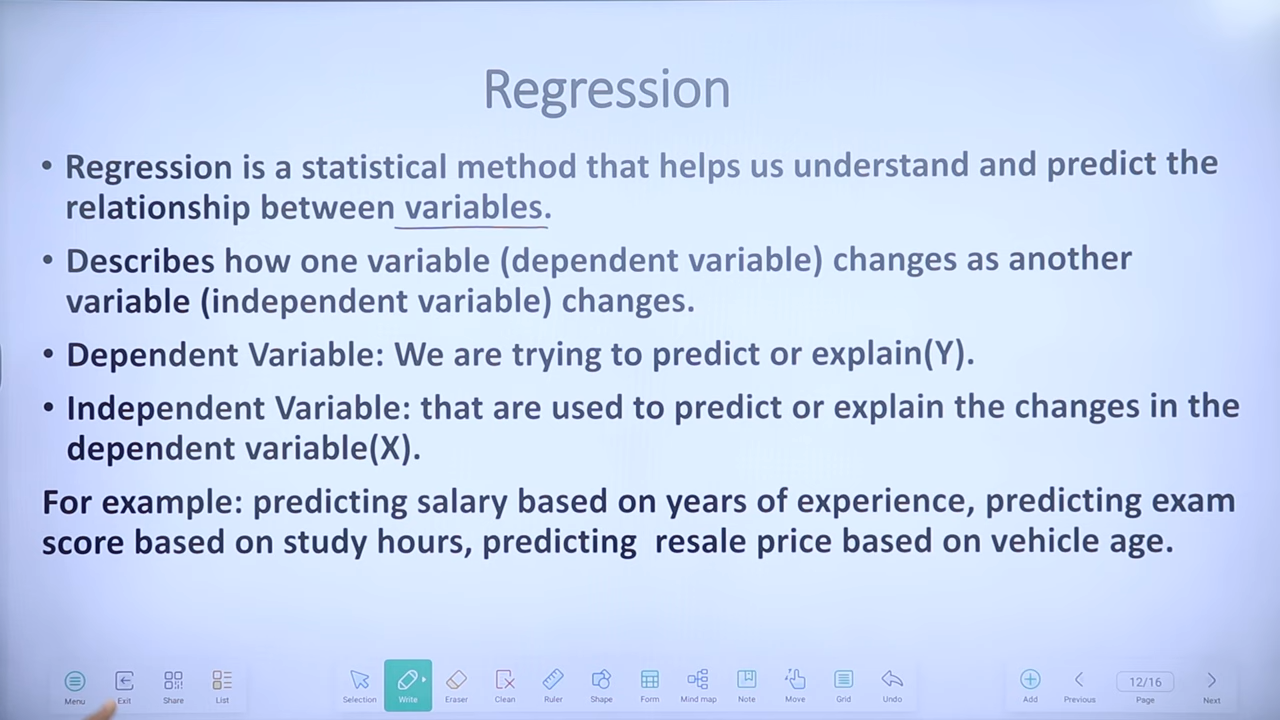 Regression
• Regression is a statistical method that helps us understand and predict the
relationship between variables.
• Describes how one variable (dependent variable) changes as another
variable (independent variable) changes.
• Dependent Variable: We are trying to predict or explain(Y).
• Independent Variable: that are used to predict or explain the changes in the
dependent variable(X).
For example: predicting salary based on years of experience, predicting exam
score based on study hours, predicting  resale price based on vehicle age.
Menu Exit Share List Selection Write Eraser Clean Ruler Shape Form Mind map Note Move Grid Undo Add Previous 12/16 Page Next